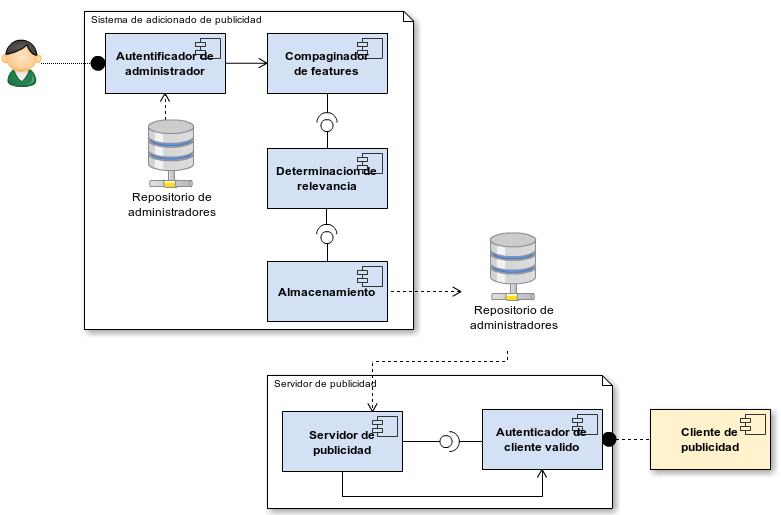 Sistema de adicionado de publicidad
Autentificador de
administrador
Compaginador
de features
Repositorio de
administradores
Determinacion de
relevancia
Almacenamiento
Repositorio de
administradores
Servidor de publicidad
Servidor de
publicidad
Autenticador de
cliente valido
Cliente de
publicidad